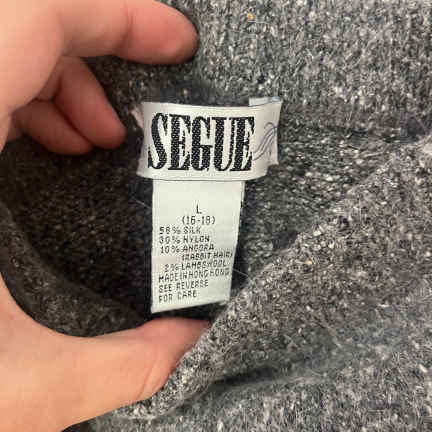 SEGUE
L
(16-18)
58% SILK
30% NYLON
10% ANGORA
(RABBIT HAIR)
2% LAMBSWOOL
MADE IN HONG KONG
SEE REVERSE
FOR CARE